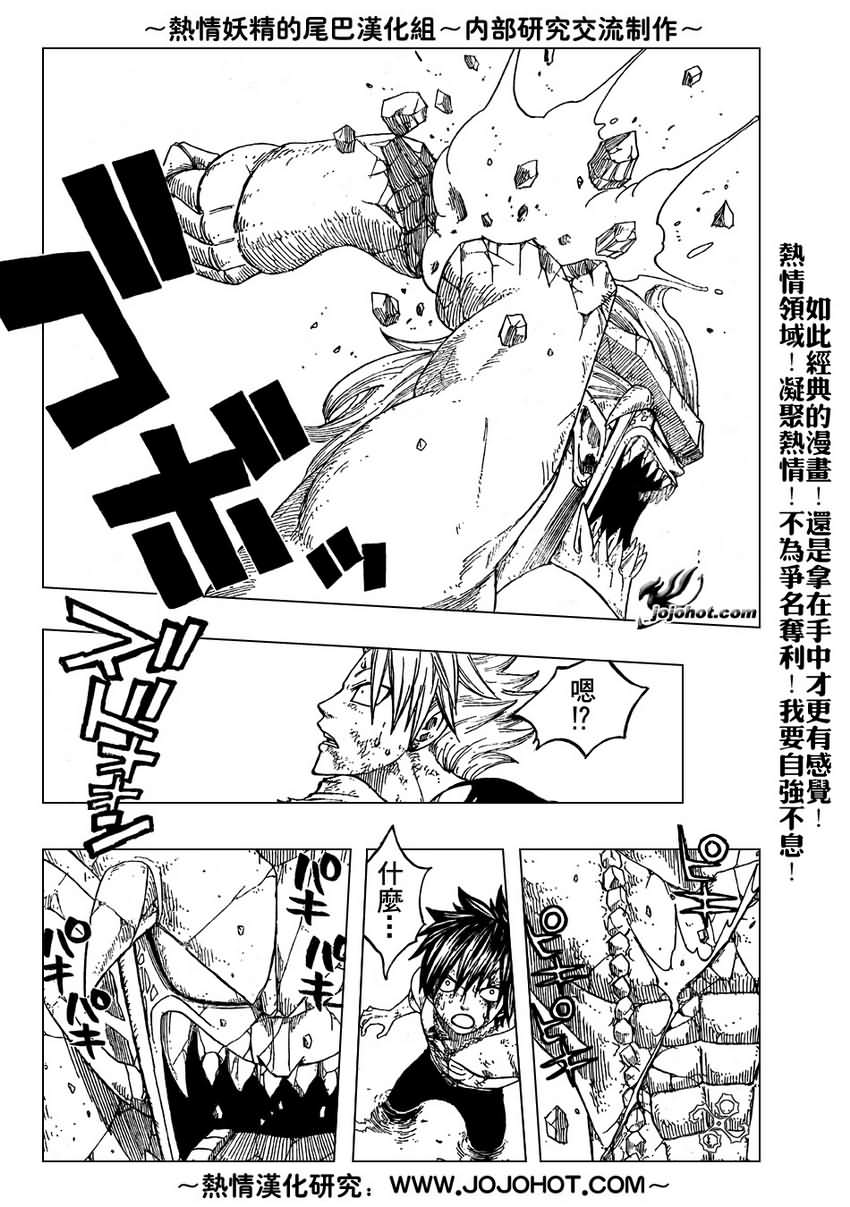 ～熱情妖精的尾巴漢化組～内部研究交流制作～
如此經典的漫畫！還是拿在手中才更有感覺！
熱情領域！凝聚熱情！不為爭名奪利！我要自強不息！
ゴボッ
jojohot.com
嗯!?
ピキ
ピキピキ
什麼…
パキ
パキ
パキ
パキ
～熱情漢化研究：WWW.JOJOHOT.COM～